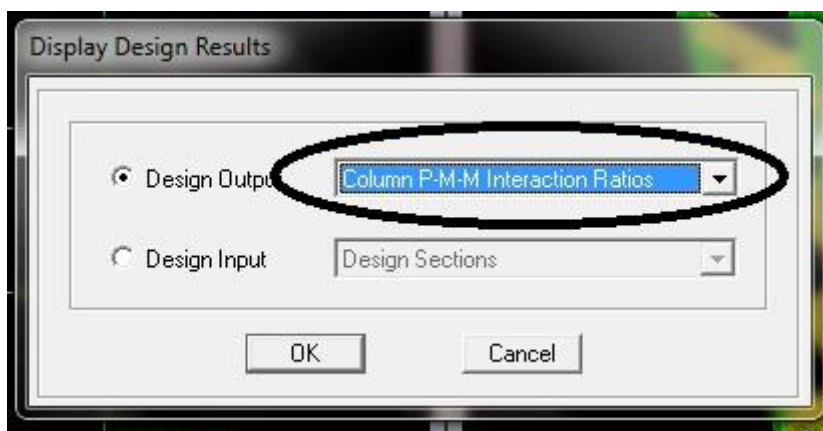 Display Design Results
Design Output Column P-M-M Interaction Ratios
Design Input Design Sections
OK Cancel